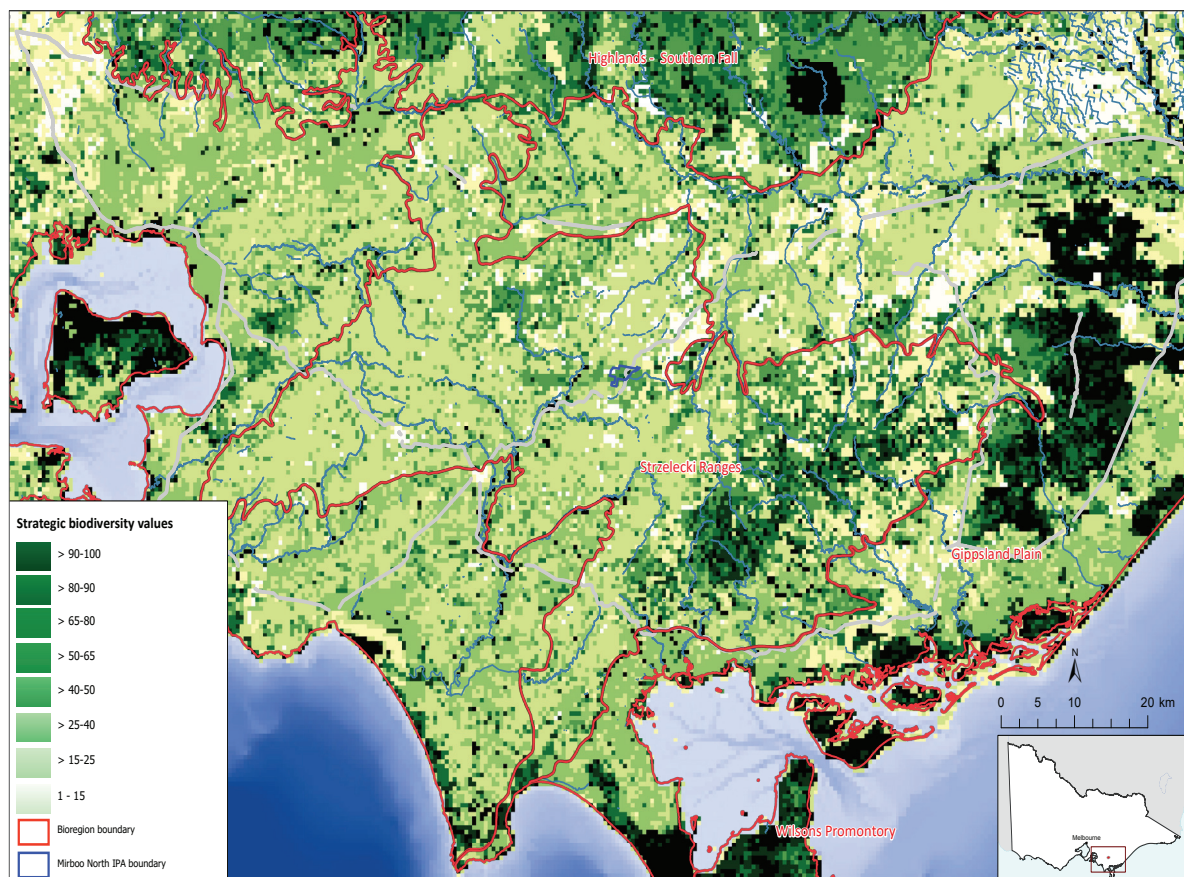 Highlands - Southern Fall
Strzelecki Ranges
Gippsland Plain
Wilsons Promontory
Strategic biodiversity values
> 90-100
> 80-90
> 65-80
> 50-65
> 40-50
> 25-40
> 15-25
1 - 15
Bioregion boundary
Mirboo North IPA boundary
N
0 5 10 20 km
Melbourne